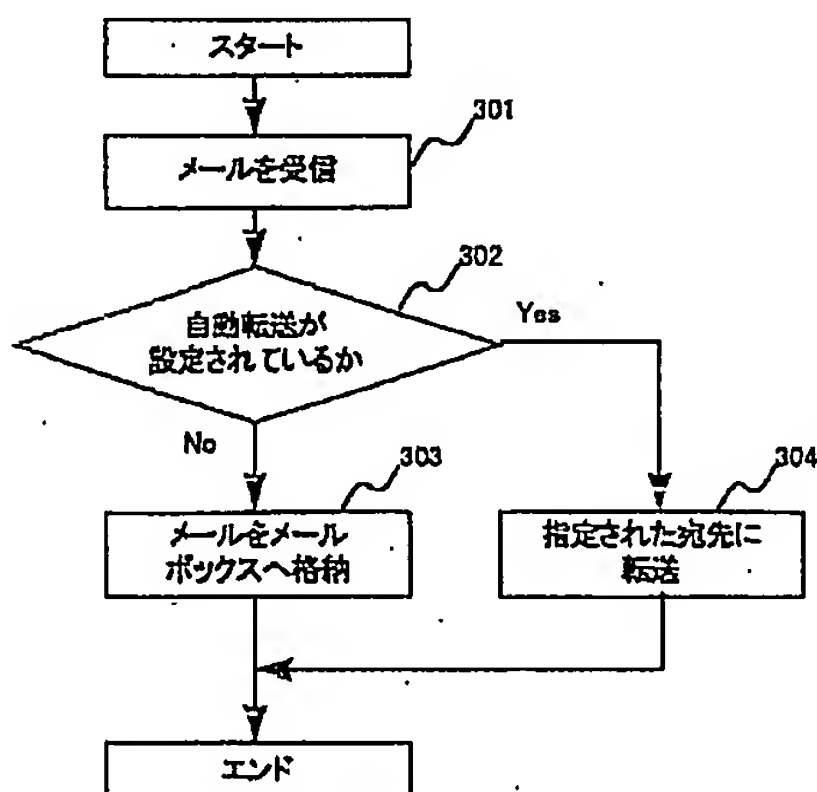 スタート
301
メールを受信
302
自動転送が
設定されているか
Yes
No
303
304
メールをメール
ボックスへ格納
指定された宛先に
転送
エンド